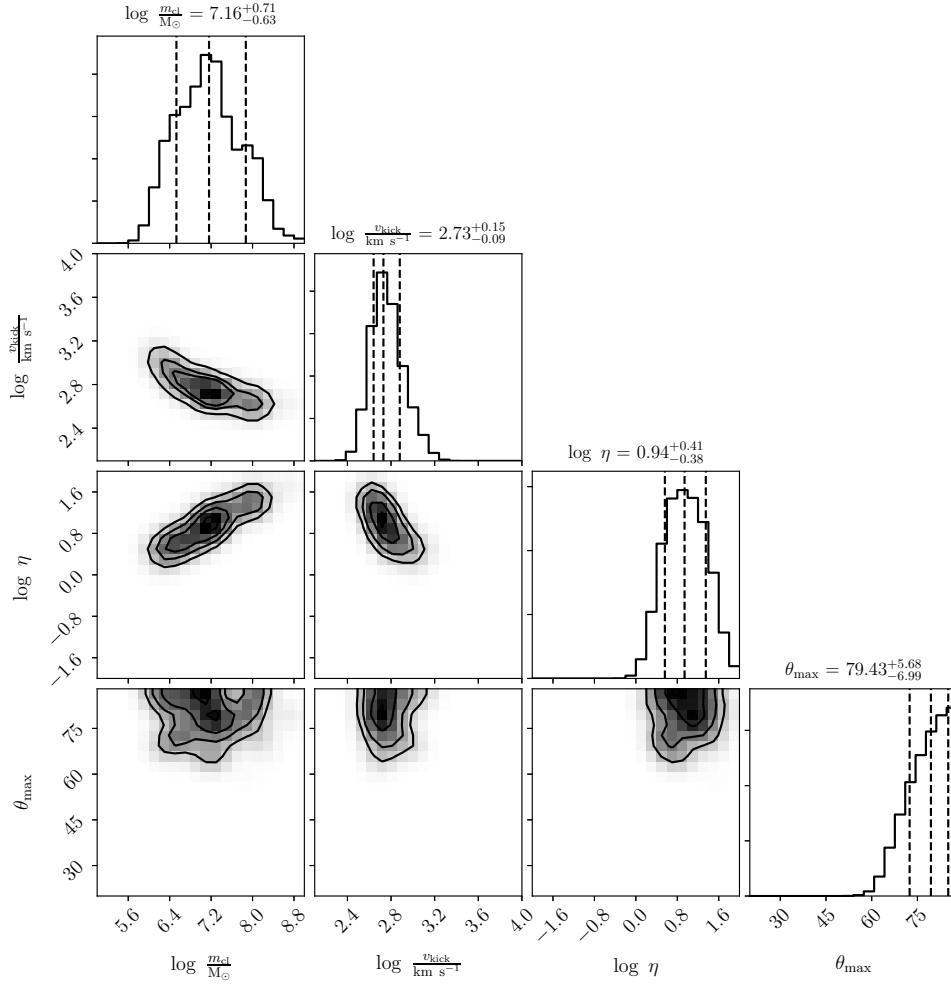 log m_cl/M_⊙ = 7.16^{+0.71}_{−0.63}
log v_kick/km s^{−1} = 2.73^{+0.15}_{−0.09}
4.0
3.6
3.2
2.8
2.4
log v_kick/km s^{−1}
log η = 0.94^{+0.41}_{−0.38}
1.6
0.8
0.0
−0.8
−1.6
log η
θ_max = 79.43^{+5.68}_{−6.99}
75
60
45
30
θ_max
5.6 6.4 7.2 8.0 8.8
2.4 2.8 3.2 3.6 4.0
−1.6 −0.8 0.0 0.8 1.6
30 45 60 75
log m_cl/M_⊙
log v_kick/km s^{−1}
log η
θ_max